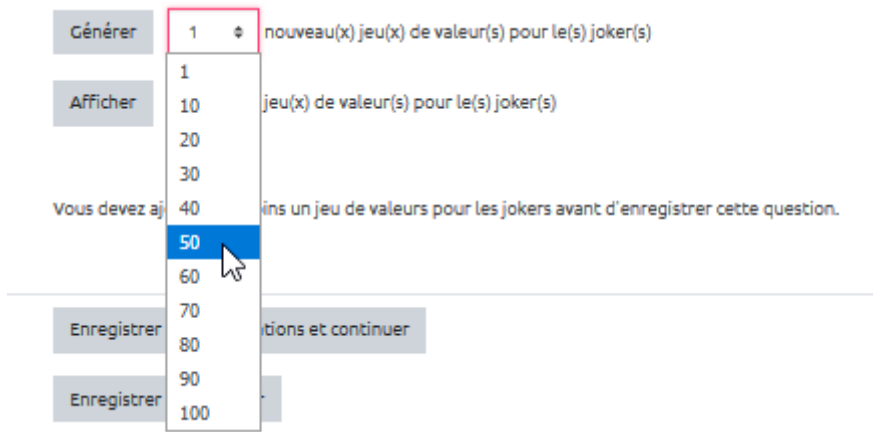 Générer 1 nouveau(x) jeu(x) de valeur(s) pour le(s) joker(s)
1
Afficher 10 jeu(x) de valeur(s) pour le(s) joker(s)
20
30
Vous devez aj 40 ins un jeu de valeurs pour les jokers avant d'enregistrer cette question.
50
60
70
Enregistrer tions et continuer
80
90
Enregistrer
100